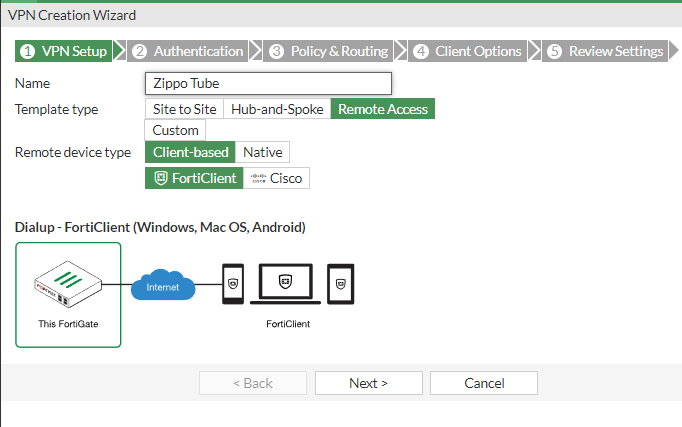 VPN Creation Wizard
1 VPN Setup 2 Authentication 3 Policy & Routing 4 Client Options 5 Review Settings
Name Zippo Tube
Template type Site to Site Hub-and-Spoke Remote Access
Custom
Remote device type Client-based Native
FortiClient Cisco
Dialup - FortiClient (Windows, Mac OS, Android)
Internet
This FortiGate FortiClient
< Back Next > Cancel